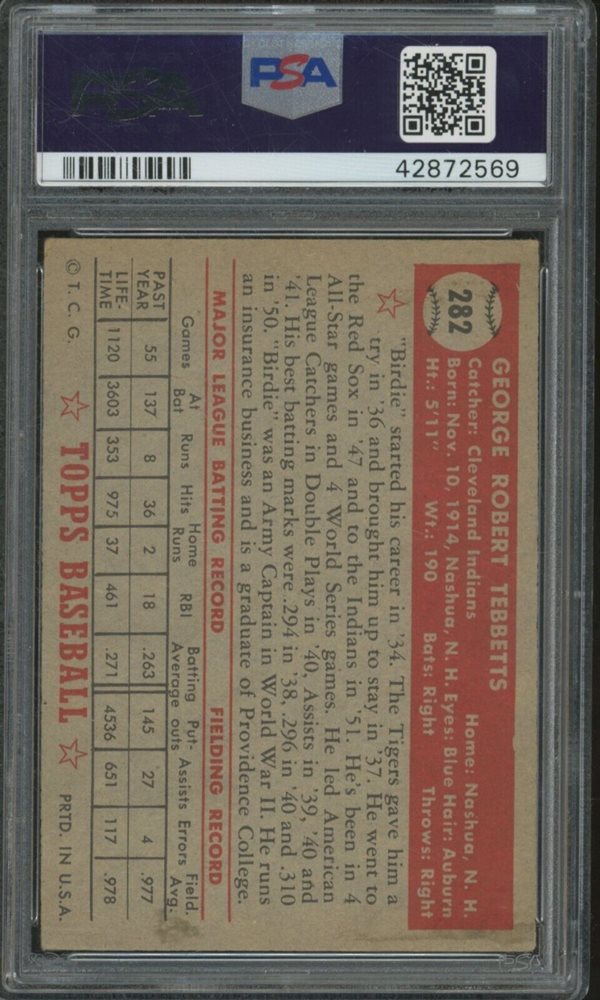 PSA
PSA
42872569
282
GEORGE ROBERT TEBBETTS
Catcher: Cleveland Indians Home: Nashua, N. H.
Born: Nov. 10, 1914, Nashua, N. H. Eyes: Blue Hair: Auburn
Ht.: 5'11" Wt.: 190 Bats: Right Throws: Right
"Birdie" started his career in '34. The Tigers gave him a
try in '36 and brought him up to stay in '37. He went to
the Red Sox in '47 and to the Indians in '51. He's been in 4
All-Star games and 4 World Series games. He led American
League Catchers in Double Plays in '40, Assists in '39, '40 and
'41. His best batting marks were .294 in '38, .296 in '40 and .310
in '50. "Birdie" was an Army Captain in World War II. He runs
an insurance business and is a graduate of Providence College.
MAJOR LEAGUE BATTING RECORD FIELDING RECORD
Games At Bat Runs Hits Home Runs RBI Batting Average Put-outs Assists Errors Field. Avg.
PAST YEAR 55 137 8 36 2 18 .263 145 27 4 .977
LIFE-TIME 1120 3603 353 975 37 461 .271 4536 651 117 .978
© T. C. G. TOPPS BASEBALL PRTD. IN U.S.A.